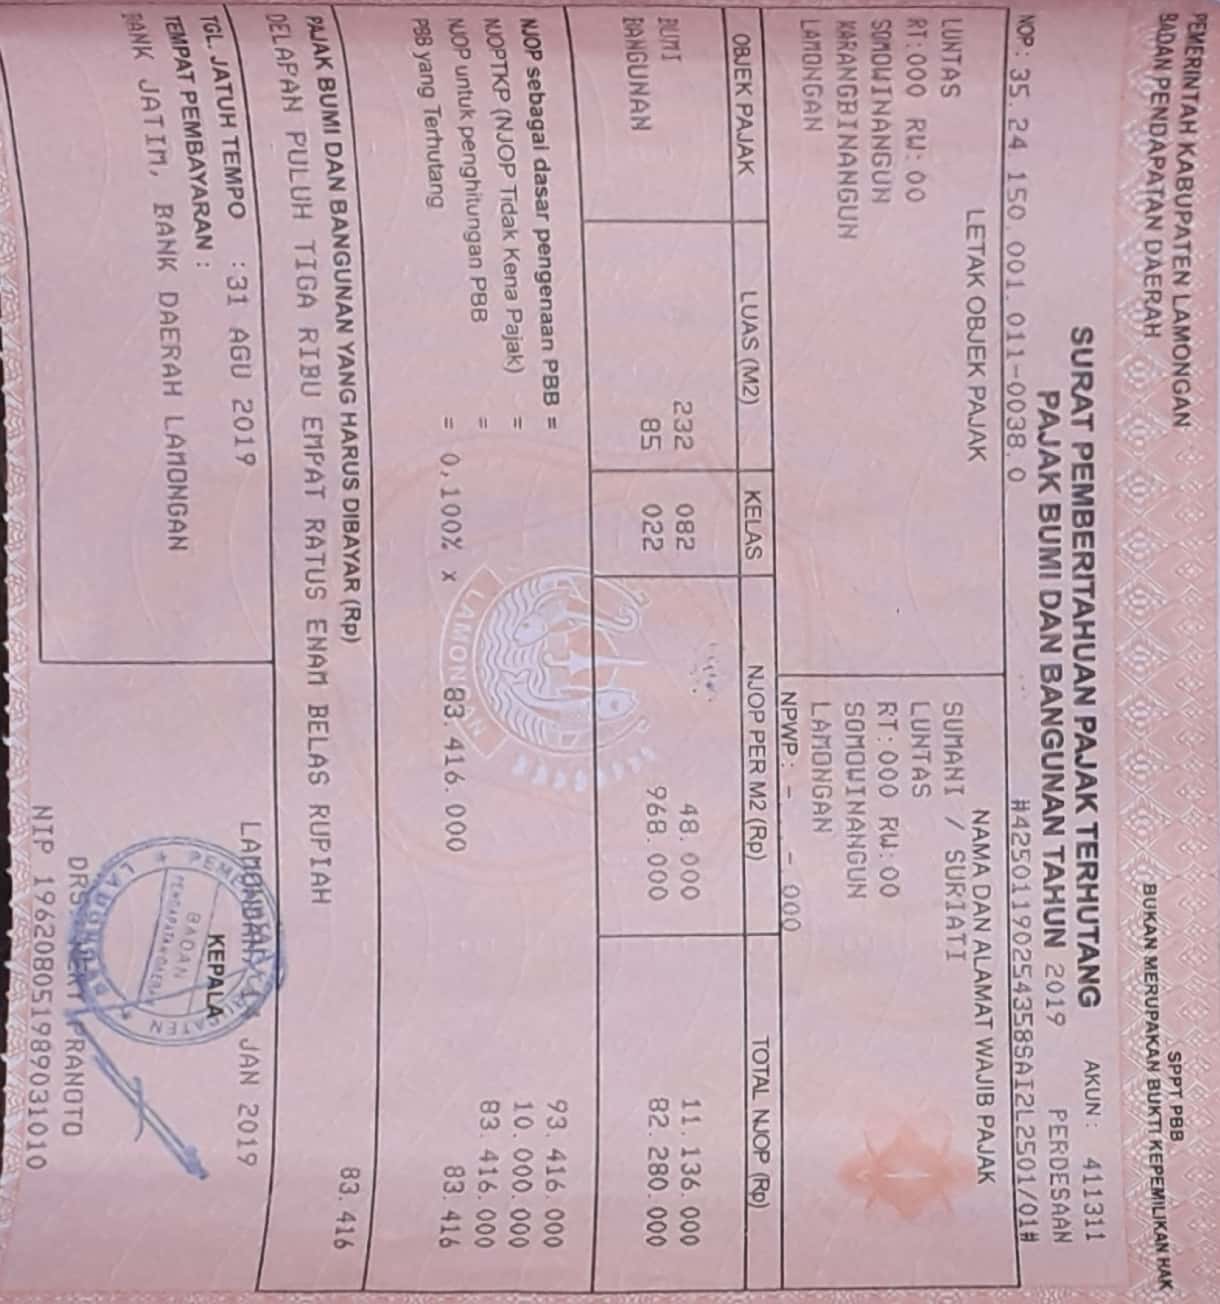 PEMERINTAH KABUPATEN LAMONGAN
BADAN PENDAPATAN DAERAH
SPPT PBB
BUKAN MERUPAKAN BUKTI KEPEMILIKAN HAK
SURAT PEMBERITAHUAN PAJAK TERHUTANG
PAJAK BUMI DAN BANGUNAN TAHUN 2019
AKUN : 411311
PERDESAAN
NOP : 35.24 150.001.011-0038.0 #42501190254358SAI2L2501/01#
LETAK OBJEK PAJAK
LUNTAS
RT:000 RW:00
SOMOWINANGUN
KARANGBINANGUN
LAMONGAN
NAMA DAN ALAMAT WAJIB PAJAK
SUMANI / SURIATI
LUNTAS
RT:000 RW:00
SOMOWINANGUN
LAMONGAN
NPWP : - - 000
OBJEK PAJAK LUAS (M2) KELAS NJOP PER M2 (Rp) TOTAL NJOP (Rp)
BUMI 232 082 48.000 11.136.000
BANGUNAN 85 022 968.000 82.280.000
NJOP sebagai dasar pengenaan PBB = 93.416.000
NJOPTKP (NJOP Tidak Kena Pajak) = 10.000.000
NJOP untuk penghitungan PBB = 83.416.000
PBB yang Terhutang = 0,100% x 83.416.000 83.416
LAMONGAN
PAJAK BUMI DAN BANGUNAN YANG HARUS DIBAYAR (Rp) 83.416
DELAPAN PULUH TIGA RIBU EMPAT RATUS ENAM BELAS RUPIAH
TGL. JATUH TEMPO : 31 AGU 2019
TEMPAT PEMBAYARAN :
BANK JATIM, BANK DAERAH LAMONGAN
JAN 2019
KEPALA
BADAN
DRS PRANOTO
NIP 196208051989031010